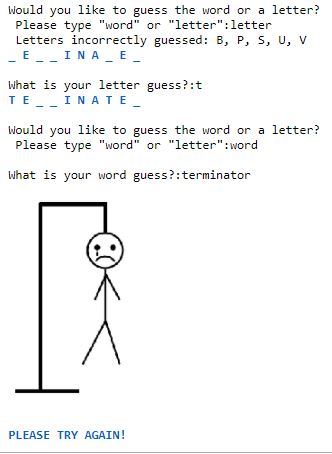 Would you like to guess the word or a letter?
Please type "word" or "letter":letter
Letters incorrectly guessed: B, P, S, U, V
_ E _ _ I N A _ E _
What is your letter guess?:t
T E _ _ I N A T E _
Would you like to guess the word or a letter?
Please type "word" or "letter":word
What is your word guess?:terminator
PLEASE TRY AGAIN!